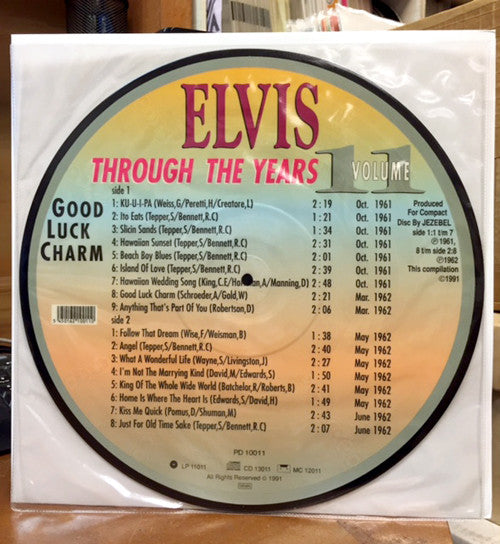 ELVIS
THROUGH THE YEARS
VOLUME 11
GOOD
LUCK
CHARM
side 1
1: KU-U-I-PA (Weiss,G/Peretti,H/Creatore,L) 2:19 Oct. 1961
2: Ito Eats (Tepper,S/Bennett,R.C) 1:21 Oct. 1961
3: Slicin Sands (Tepper,S/Bennett,R.C) 1:34 Oct. 1961
4: Hawaiian Sunset (Tepper,S/Bennett,R.C) 2:31 Oct. 1961
5: Beach Boy Blues (Tepper,S/Bennett,R.C) 2:01 Oct. 1961
6: Island Of Love (Tepper,S/Bennett,R.C) 2:39 Oct. 1961
7: Hawaiian Wedding Song (King,C.E/Hoffman,A/Manning,D) 2:48 Oct. 1961
8: Good Luck Charm (Schroeder,A/Gold,W) 2:21 Mar. 1962
9: Anything That's Part Of You (Robertson,D) 2:06 Mar. 1962
side 2
1: Follow That Dream (Wise,F/Weisman,B) 1:38 May 1962
2: Angel (Tepper,S/Bennett,R.C) 2:40 May 1962
3: What A Wonderful Life (Wayne,S/Livingston,J) 2:27 May 1962
4: I'm Not The Marrying Kind (David,M/Edwards,S) 1:50 May 1962
5: King Of The Whole Wide World (Batchelor,R/Roberts,B) 2:41 May 1962
6: Home Is Where The Heart Is (Edwards,S/David,H) 1:49 May 1962
7: Kiss Me Quick (Pomus,D/Shuman,M) 2:43 June 1962
8: Just For Old Time Sake (Tepper,S/Bennett,R.C) 2:07 June 1962
Produced
For Compact
Disc By JEZEBEL
side 1:1 t/m 7
℗1961,
8 t/m side 2:8
℗1962
This compilation
©1991
PD 10011
LP 11011 CD 13011 MC 12011
All Rights Reserved © 1991